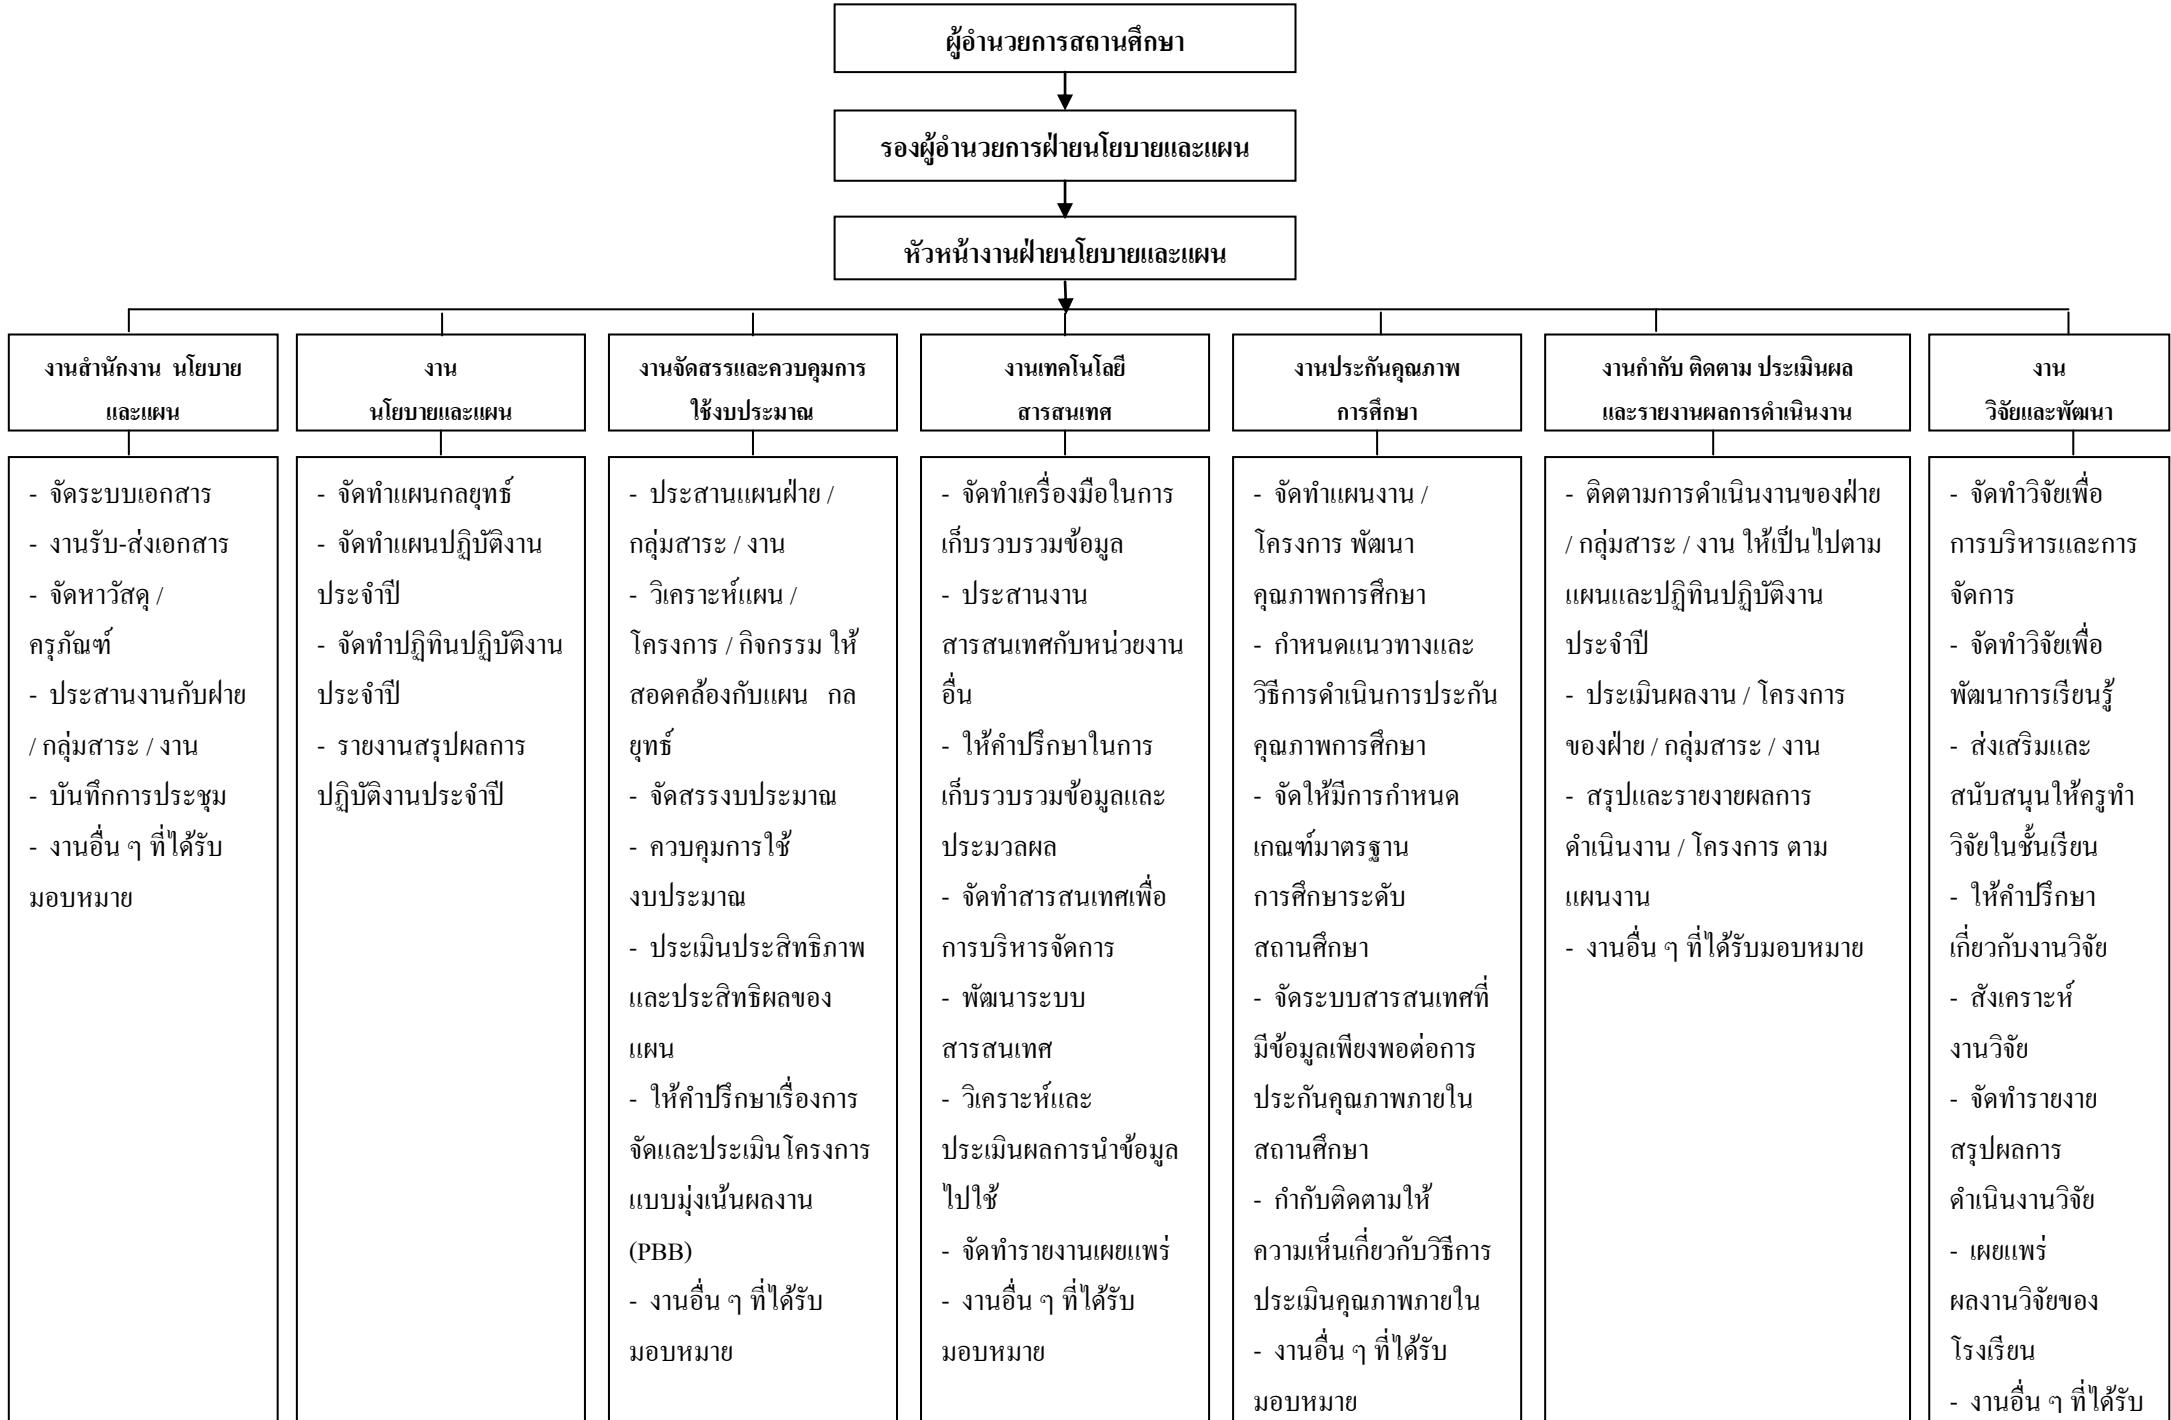 ผู้อำนวยการสถานศึกษา
รองผู้อำนวยการฝ่ายนโยบายและแผน
หัวหน้างานฝ่ายนโยบายและแผน
งานสำนักงาน นโยบาย
และแผน
งาน
นโยบายและแผน
งานจัดสรรและควบคุมการ
ใช้งบประมาณ
งานเทคโนโลยี
สารสนเทศ
งานประกันคุณภาพ
การศึกษา
งานกำกับ ติดตาม ประเมินผล
และรายงานผลการดำเนินงาน
งาน
วิจัยและพัฒนา
- จัดระบบเอกสาร
- งานรับ-ส่งเอกสาร
- จัดหาวัสดุ /
ครุภัณฑ์
- ประสานงานกับฝ่าย
/ กลุ่มสาระ / งาน
- บันทึกการประชุม
- งานอื่น ๆ ที่ได้รับ
มอบหมาย
- จัดทำแผนกลยุทธ์
- จัดทำแผนปฏิบัติงาน
ประจำปี
- จัดทำปฏิทินปฏิบัติงาน
ประจำปี
- รายงานสรุปผลการ
ปฏิบัติงานประจำปี
- ประสานแผนฝ่าย /
กลุ่มสาระ / งาน
- วิเคราะห์แผน /
โครงการ / กิจกรรม ให้
สอดคล้องกับแผน กล
ยุทธ์
- จัดสรรงบประมาณ
- ควบคุมการใช้
งบประมาณ
- ประเมินประสิทธิภาพ
และประสิทธิผลของ
แผน
- ให้คำปรึกษาเรื่องการ
จัดและประเมินโครงการ
แบบมุ่งเน้นผลงาน
(PBB)
- งานอื่น ๆ ที่ได้รับ
มอบหมาย
- จัดทำเครื่องมือในการ
เก็บรวบรวมข้อมูล
- ประสานงาน
สารสนเทศกับหน่วยงาน
อื่น
- ให้คำปรึกษาในการ
เก็บรวบรวมข้อมูลและ
ประมวลผล
- จัดทำสารสนเทศเพื่อ
การบริหารจัดการ
- พัฒนาระบบ
สารสนเทศ
- วิเคราะห์และ
ประเมินผลการนำข้อมูล
ไปใช้
- จัดทำรายงานเผยแพร่
- งานอื่น ๆ ที่ได้รับ
มอบหมาย
- จัดทำแผนงาน /
โครงการ พัฒนา
คุณภาพการศึกษา
- กำหนดแนวทางและ
วิธีการดำเนินการประกัน
คุณภาพการศึกษา
- จัดให้มีการกำหนด
เกณฑ์มาตรฐาน
การศึกษาระดับ
สถานศึกษา
- จัดระบบสารสนเทศที่
มีข้อมูลเพียงพอต่อการ
ประกันคุณภาพภายใน
สถานศึกษา
- กำกับติดตามให้
ความเห็นเกี่ยวกับวิธีการ
ประเมินคุณภาพภายใน
- งานอื่น ๆ ที่ได้รับ
มอบหมาย
- ติดตามการดำเนินงานของฝ่าย
/ กลุ่มสาระ / งาน ให้เป็นไปตาม
แผนและปฏิทินปฏิบัติงาน
ประจำปี
- ประเมินผลงาน / โครงการ
ของฝ่าย / กลุ่มสาระ / งาน
- สรุปและรายงายผลการ
ดำเนินงาน / โครงการ ตาม
แผนงาน
- งานอื่น ๆ ที่ได้รับมอบหมาย
- จัดทำวิจัยเพื่อ
การบริหารและการ
จัดการ
- จัดทำวิจัยเพื่อ
พัฒนาการเรียนรู้
- ส่งเสริมและ
สนับสนุนให้ครูทำ
วิจัยในชั้นเรียน
- ให้คำปรึกษา
เกี่ยวกับงานวิจัย
- สังเคราะห์
งานวิจัย
- จัดทำรายงาย
สรุปผลการ
ดำเนินงานวิจัย
- เผยแพร่
ผลงานวิจัยของ
โรงเรียน
- งานอื่น ๆ ที่ได้รับ